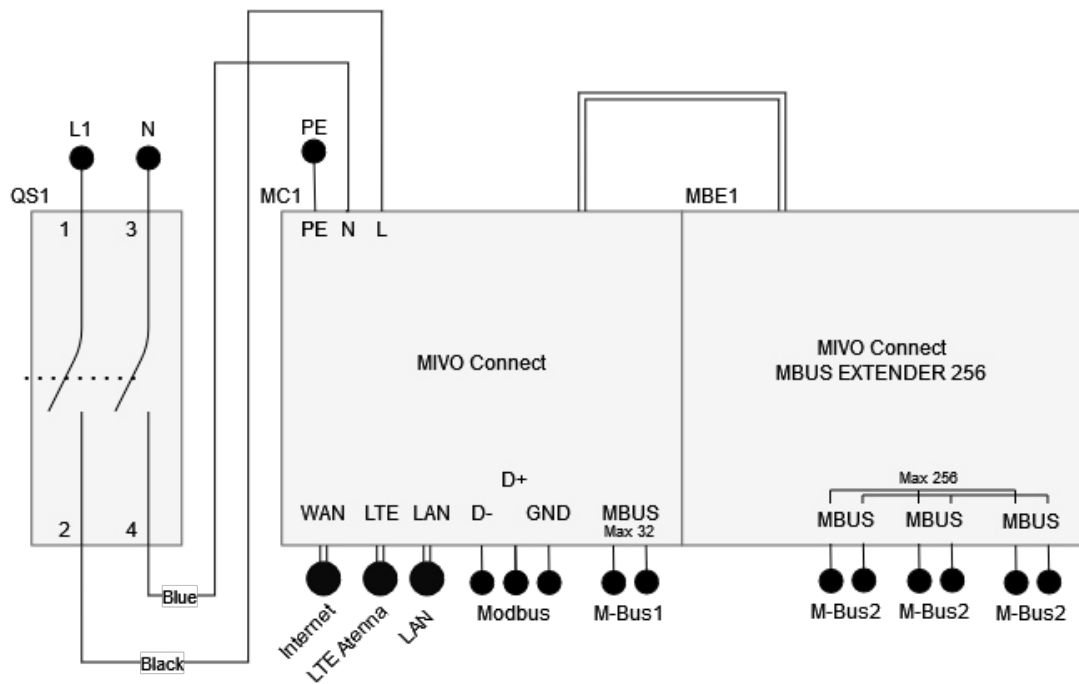 L1 N
PE
QS1
MC1
MBE1
1 3
PE N L
MIVO Connect
MIVO Connect
MBUS EXTENDER 256
D+
Max 256
WAN LTE LAN D- GND MBUS
Max 32
MBUS MBUS MBUS
2 4
Internet
LTE Atenna
LAN
Modbus
M-Bus1
M-Bus2 M-Bus2 M-Bus2
Blue
Black